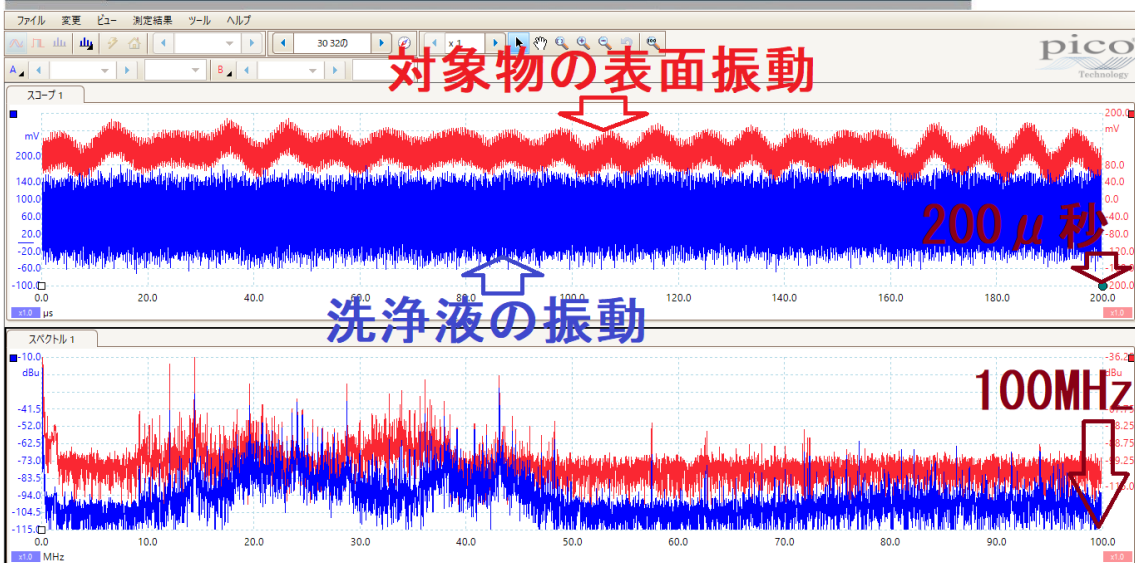 ファイル 変更 ビュー 測定結果 ツール ヘルプ
30 32の
x 1
pico
Technology
A
B
対象物の表面振動
スコープ 1
mV
200.0
140.0
100.0
60.0
20.0
-20.0
-60.0
-100.0
200.0
mV
80.0
40.0
0.0
-40.0
-80.0
-120.0
-200.0
200μ秒
0.0 20.0 40.0 60.0 80.0 100.0 120.0 140.0 160.0 180.0 200.0
x1.0 μs
x1.0
洗浄液の振動
スペクトル 1
-10.0
dBu
-41.5
-52.0
-62.5
-73.0
-83.5
-94.0
-104.5
-115.0
-36.2
dBu
100MHz
0.0 10.0 20.0 30.0 40.0 50.0 60.0 70.0 80.0 90.0 100.0
x1.0 MHz
x1.0